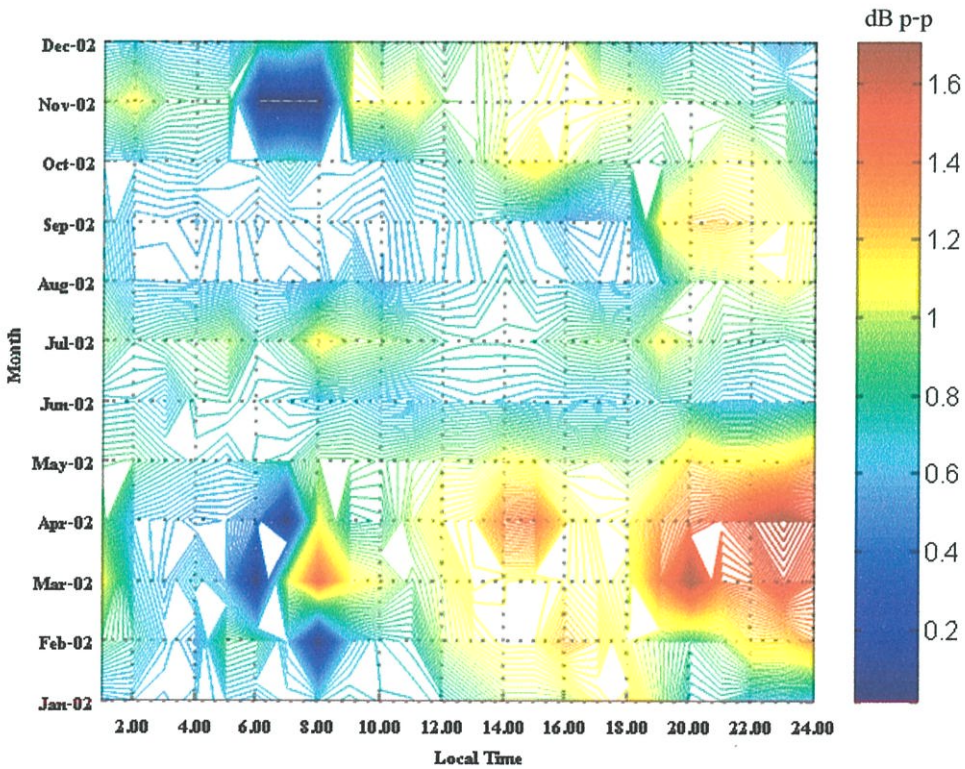 dB p-p
Dec-02
Nov-02
Oct-02
Sep-02
Aug-02
Jul-02
Jun-02
May-02
Apr-02
Mar-02
Feb-02
Jan-02
Month
2.00 4.00 6.00 8.00 10.00 12.00 14.00 16.00 18.00 20.00 22.00 24.00
Local Time
1.6
1.4
1.2
1
0.8
0.6
0.4
0.2